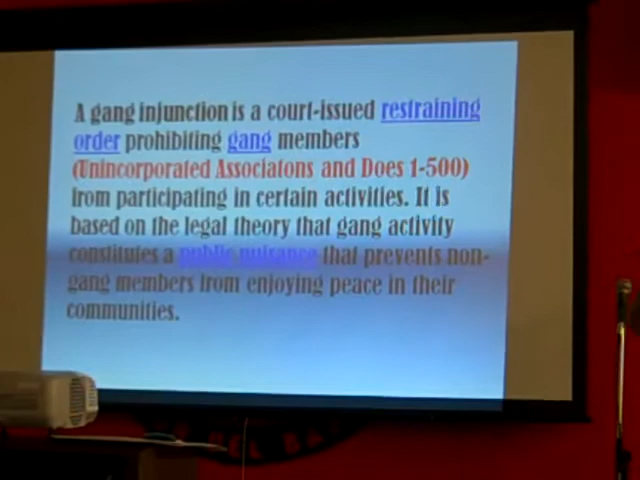 A gang injunction is a court-issued restraining
order prohibiting gang members
(Unincorporated Associatons and Does 1-500)
from participating in certain activities. It is
based on the legal theory that gang activity
constitutes a public nuisance that prevents non-
gang members from enjoying peace in their
communities.